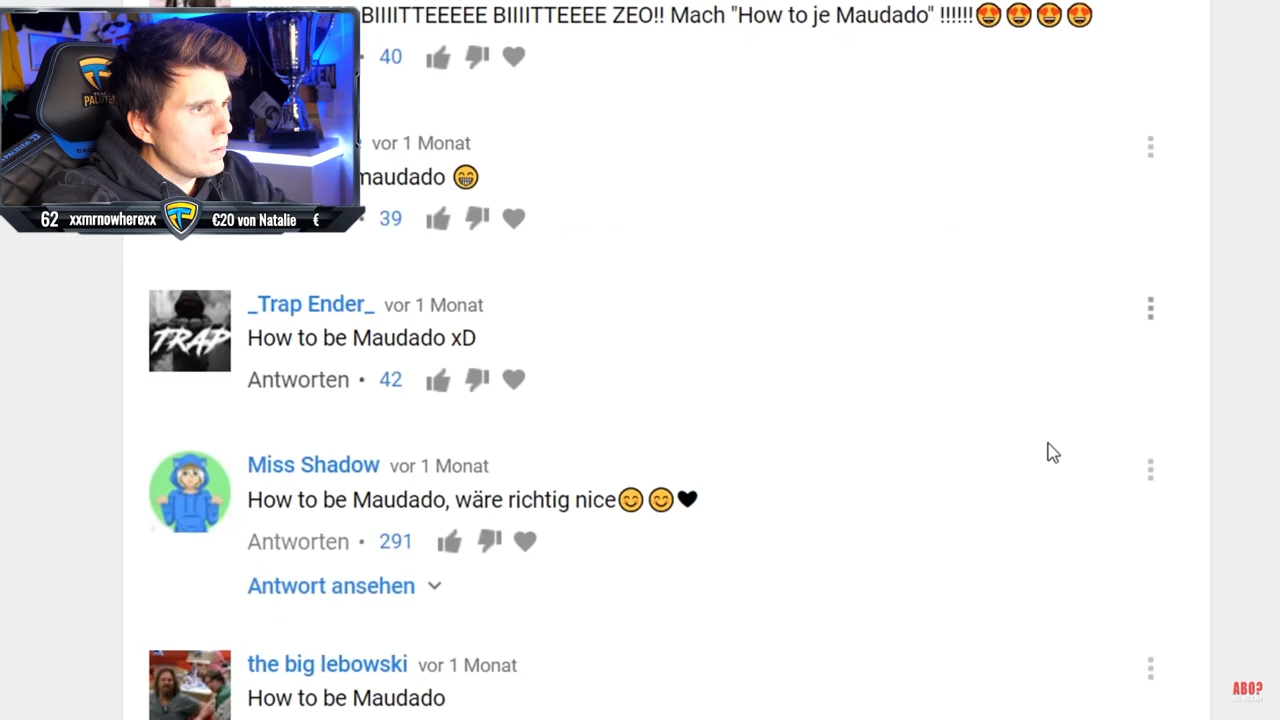 BIIIITTEEEEE BIIIITTEEEE ZEO!! Mach "How to je Maudado" !!!!!!😍😍😍😍
40
vor 1 Monat
maudado 😁
39
62 xxmrnowherexx €20 von Natalie €
_Trap Ender_ vor 1 Monat
How to be Maudado xD
Antworten • 42
TRAP
Miss Shadow vor 1 Monat
How to be Maudado, wäre richtig nice😊😊🖤
Antworten • 291
Antwort ansehen
the big lebowski vor 1 Monat
How to be Maudado
ABO?